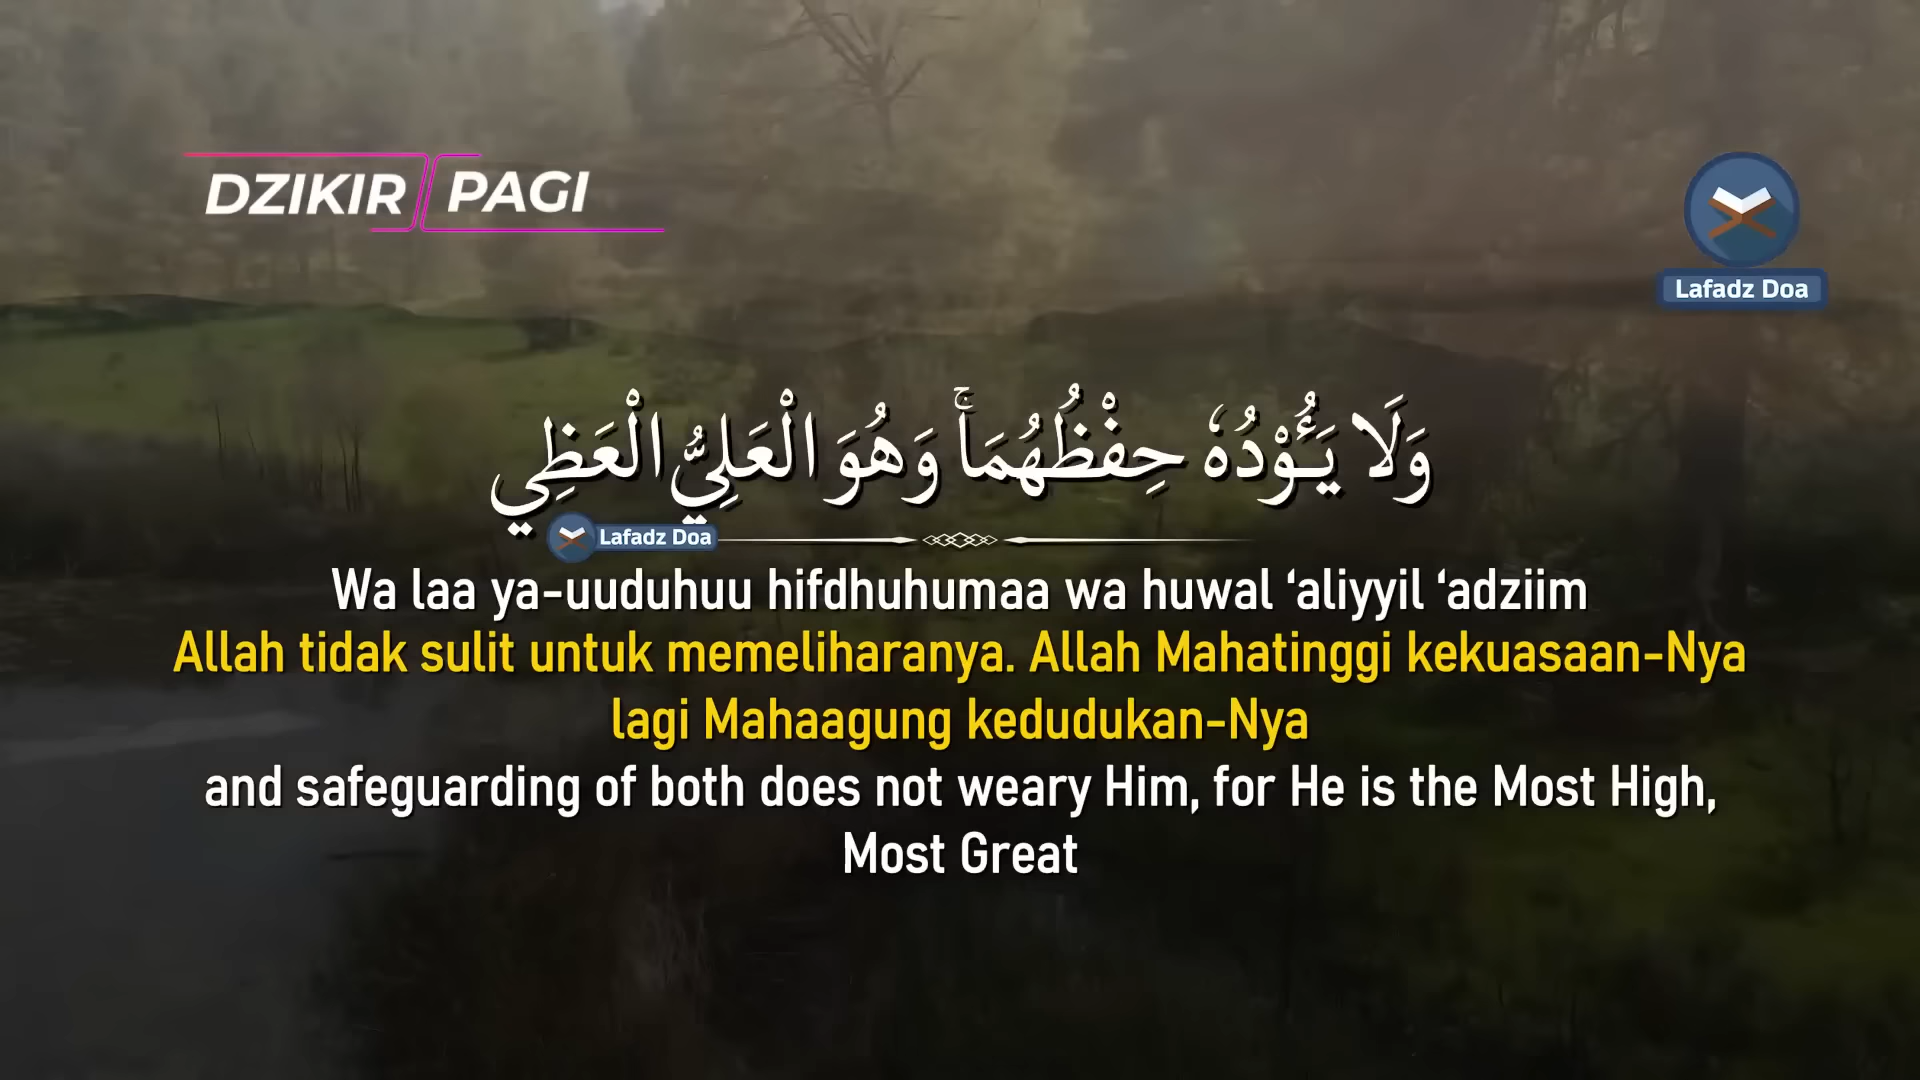 DZIKIR PAGI
Lafadz Doa
وَلَا يَـُٔوْدُهٗ حِفْظُهُمَاۚ وَهُوَ الْعَلِيُّ الْعَظِي
Lafadz Doa
Wa laa ya-uuduhuu hifdhuhumaa wa huwal ‘aliyyil ‘adziim
Allah tidak sulit untuk memeliharanya. Allah Mahatinggi kekuasaan-Nya
lagi Mahaagung kedudukan-Nya
and safeguarding of both does not weary Him, for He is the Most High,
Most Great